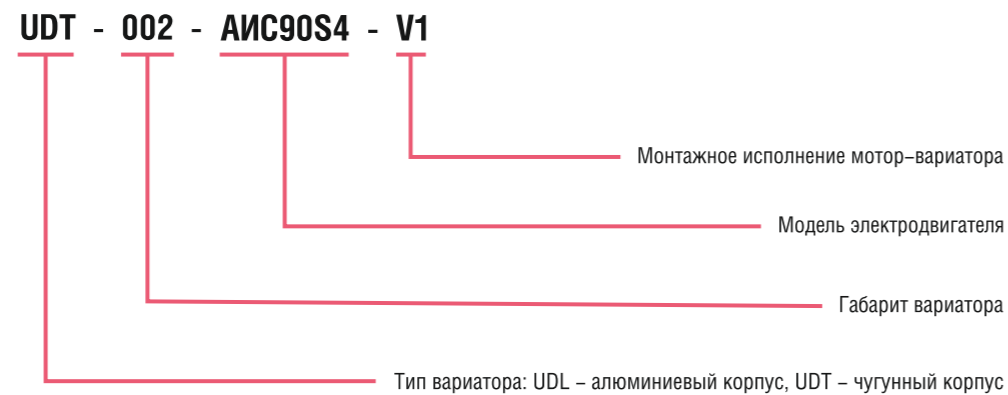 UDT - 002 - АИС90S4 - V1
Монтажное исполнение мотор–вариатора
Модель электродвигателя
Габарит вариатора
Тип вариатора: UDL – алюминиевый корпус, UDT – чугунный корпус